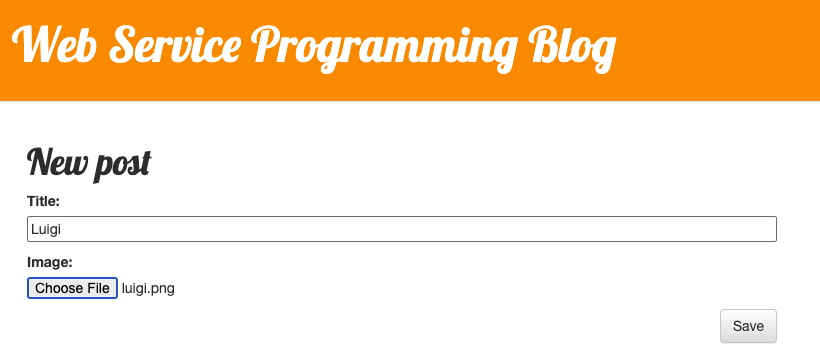 Web Service Programming Blog
New post
Title:
Luigi
Image:
Choose File luigi.png
Save